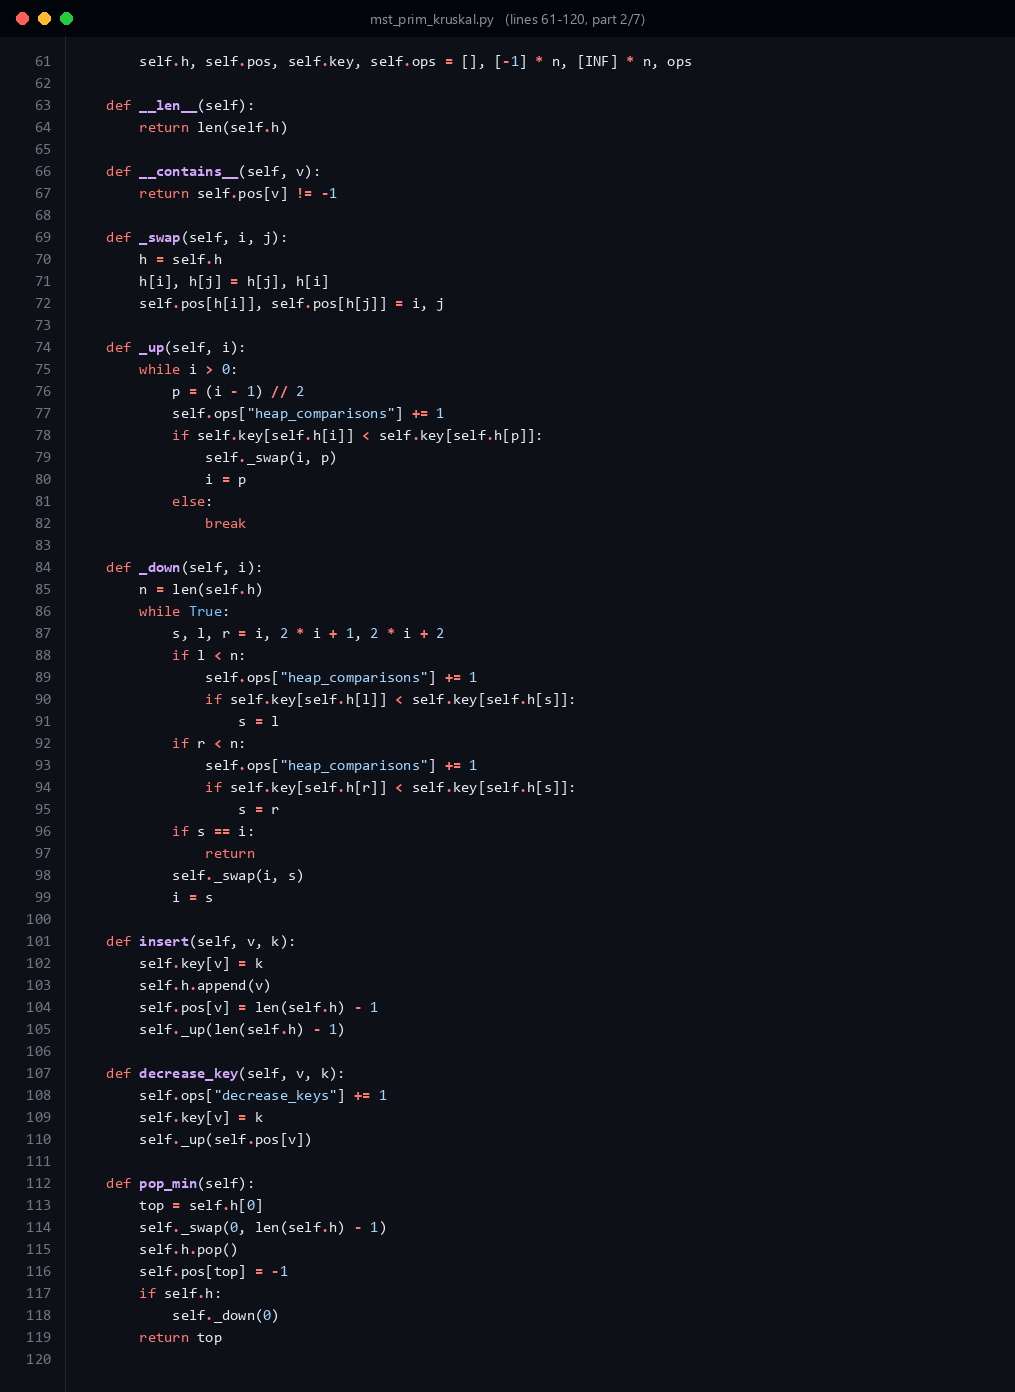 mst_prim_kruskal.py (lines 61-120, part 2/7)
61         self.h, self.pos, self.key, self.ops = [], [-1] * n, [INF] * n, ops
62
63     def __len__(self):
64         return len(self.h)
65
66     def __contains__(self, v):
67         return self.pos[v] != -1
68
69     def _swap(self, i, j):
70         h = self.h
71         h[i], h[j] = h[j], h[i]
72         self.pos[h[i]], self.pos[h[j]] = i, j
73
74     def _up(self, i):
75         while i > 0:
76             p = (i - 1) // 2
77             self.ops["heap_comparisons"] += 1
78             if self.key[self.h[i]] < self.key[self.h[p]]:
79                 self._swap(i, p)
80                 i = p
81             else:
82                 break
83
84     def _down(self, i):
85         n = len(self.h)
86         while True:
87             s, l, r = i, 2 * i + 1, 2 * i + 2
88             if l < n:
89                 self.ops["heap_comparisons"] += 1
90                 if self.key[self.h[l]] < self.key[self.h[s]]:
91                     s = l
92             if r < n:
93                 self.ops["heap_comparisons"] += 1
94                 if self.key[self.h[r]] < self.key[self.h[s]]:
95                     s = r
96             if s == i:
97                 return
98             self._swap(i, s)
99             i = s
100
101     def insert(self, v, k):
102         self.key[v] = k
103         self.h.append(v)
104         self.pos[v] = len(self.h) - 1
105         self._up(len(self.h) - 1)
106
107     def decrease_key(self, v, k):
108         self.ops["decrease_keys"] += 1
109         self.key[v] = k
110         self._up(self.pos[v])
111
112     def pop_min(self):
113         top = self.h[0]
114         self._swap(0, len(self.h) - 1)
115         self.h.pop()
116         self.pos[top] = -1
117         if self.h:
118             self._down(0)
119         return top
120